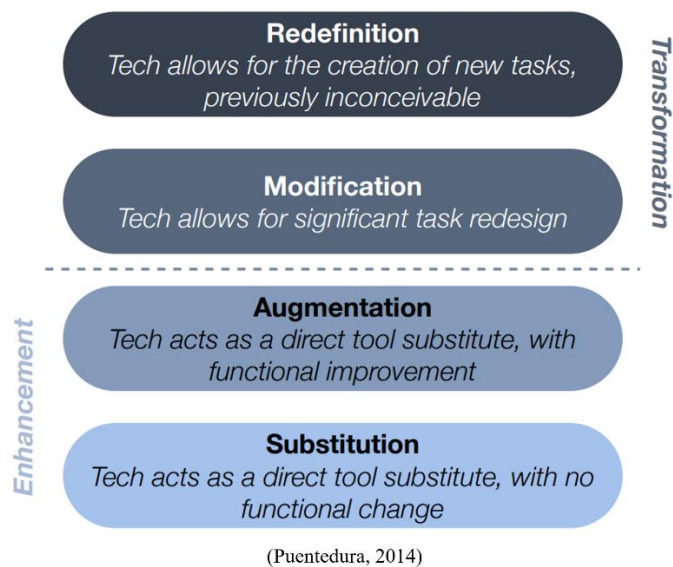 Redefinition
Tech allows for the creation of new tasks,
previously inconceivable
Modification
Tech allows for significant task redesign
Transformation
Augmentation
Tech acts as a direct tool substitute, with
functional improvement
Substitution
Tech acts as a direct tool substitute, with no
functional change
Enhancement
(Puentedura, 2014)